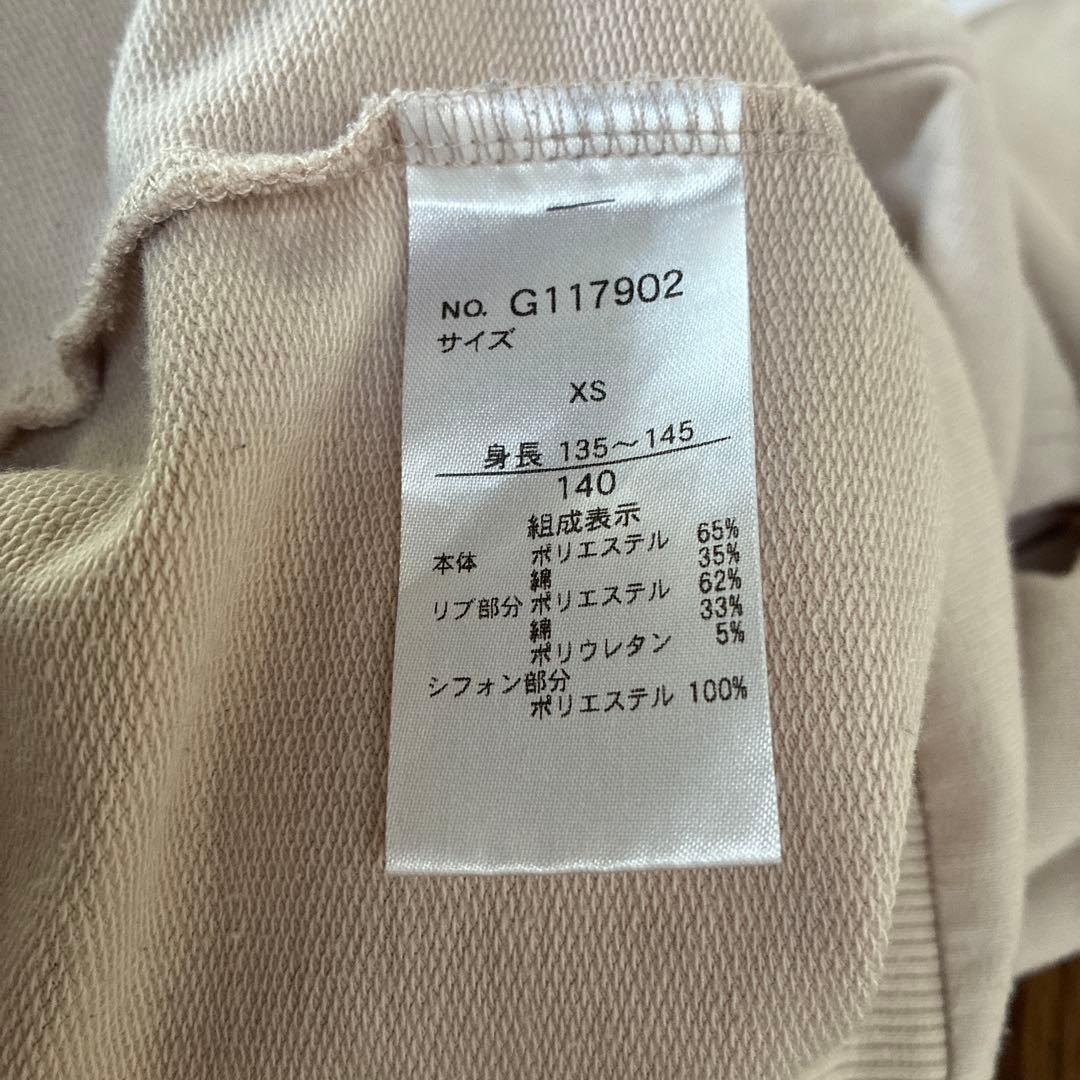 NO. G117902
サイズ
XS
身長 135～145
140
組成表示
本体 ポリエステル 65%
綿 35%
リブ部分 ポリエステル 62%
綿 33%
ポリウレタン 5%
シフォン部分
ポリエステル 100%